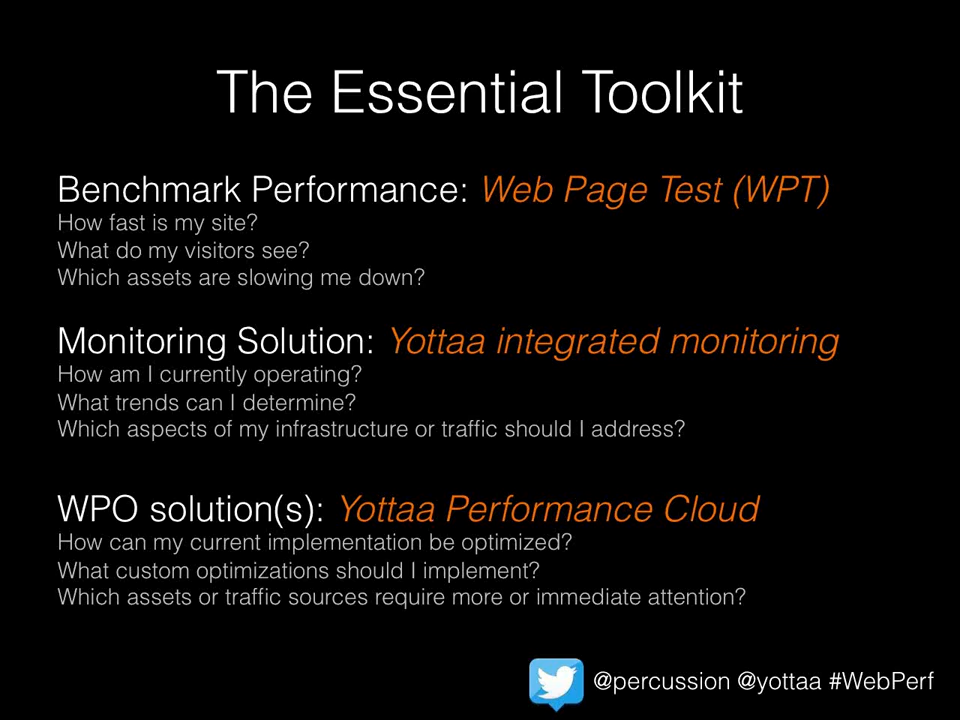 The Essential Toolkit
Benchmark Performance: Web Page Test (WPT)
How fast is my site?
What do my visitors see?
Which assets are slowing me down?
Monitoring Solution: Yottaa integrated monitoring
How am I currently operating?
What trends can I determine?
Which aspects of my infrastructure or traffic should I address?
WPO solution(s): Yottaa Performance Cloud
How can my current implementation be optimized?
What custom optimizations should I implement?
Which assets or traffic sources require more or immediate attention?
@percussion @yottaa #WebPerf